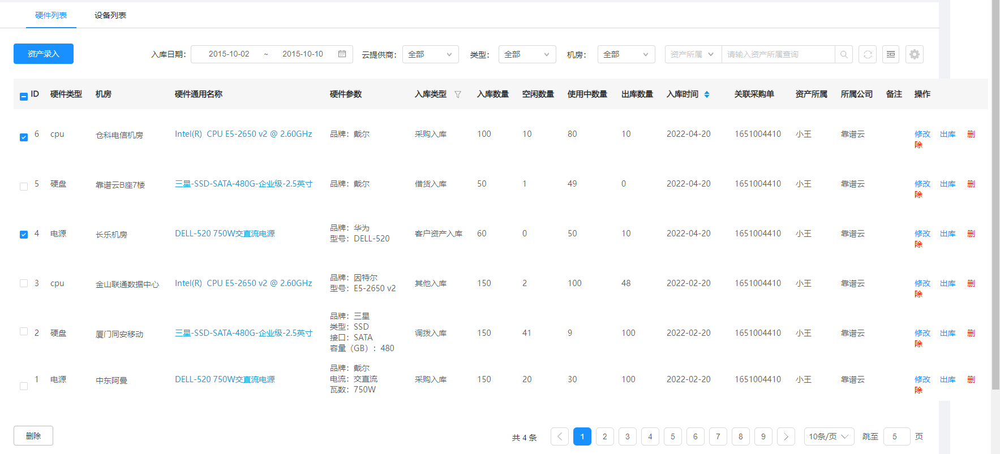 硬件列表 设备列表
资产录入 入库日期： 2015-10-02 ~ 2015-10-10 云提供商： 全部 类型： 全部 机房： 全部 资产所属 请输入资产所属查询
ID 硬件类型 机房 硬件通用名称 硬件参数 入库类型 入库数量 空闲数量 使用中数量 出库数量 入库时间 关联采购单 资产所属 所属公司 备注 操作
6 cpu 仓科电信机房 Intel(R) CPU E5-2650 v2 @ 2.60GHz 品牌：戴尔 采购入库 100 10 80 10 2022-04-20 1651004410 小王 靠谱云 修改 出库 删
除
5 硬盘 靠谱云B座7楼 三星-SSD-SATA-480G-企业级-2.5英寸 品牌：戴尔 借货入库 50 1 49 0 2022-04-20 1651004410 小王 靠谱云 修改 出库 删
除
品牌：华为
4 电源 长乐机房 DELL-520 750W交直流电源 型号：DELL-520 客户资产入库 60 0 50 10 2022-04-20 1651004410 小王 靠谱云 修改 出库 删
除
品牌：因特尔
3 cpu 金山联通数据中心 Intel(R) CPU E5-2650 v2 @ 2.60GHz 型号：E5-2650 v2 其他入库 150 2 100 48 2022-02-20 1651004410 小王 靠谱云 修改 出库 删
除
品牌：三星
类型：SSD
2 硬盘 厦门同安移动 三星-SSD-SATA-480G-企业级-2.5英寸 接口：SATA 调拨入库 150 41 9 100 2022-02-20 1651004410 小王 靠谱云 修改 出库 删
容量（GB）：480 除
品牌：戴尔
1 电源 中东阿曼 DELL-520 750W交直流电源 电流：交直流 采购入库 150 20 30 100 2022-02-20 1651004410 小王 靠谱云 修改 出库 删
瓦数：750W 除
删除 共 4 条 1 2 3 4 5 6 7 8 9 10条/页 跳至 5 页